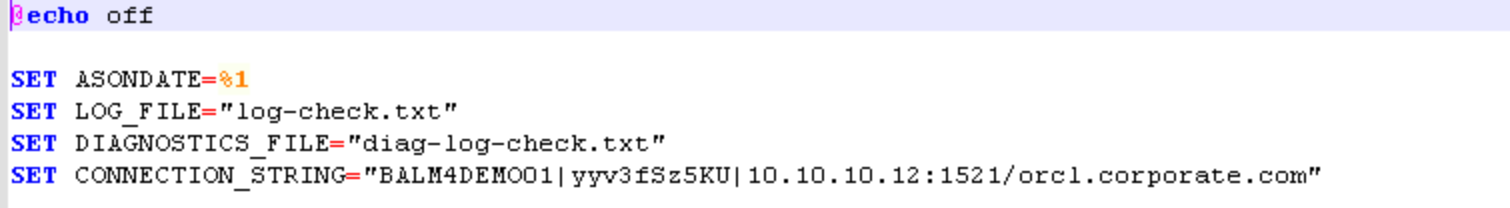 @echo off
SET ASONDATE=%1
SET LOG_FILE="log-check.txt"
SET DIAGNOSTICS_FILE="diag-log-check.txt"
SET CONNECTION_STRING="BALM4DEMO01|yyv3fSz5KU|10.10.10.12:1521/orcl.corporate.com"